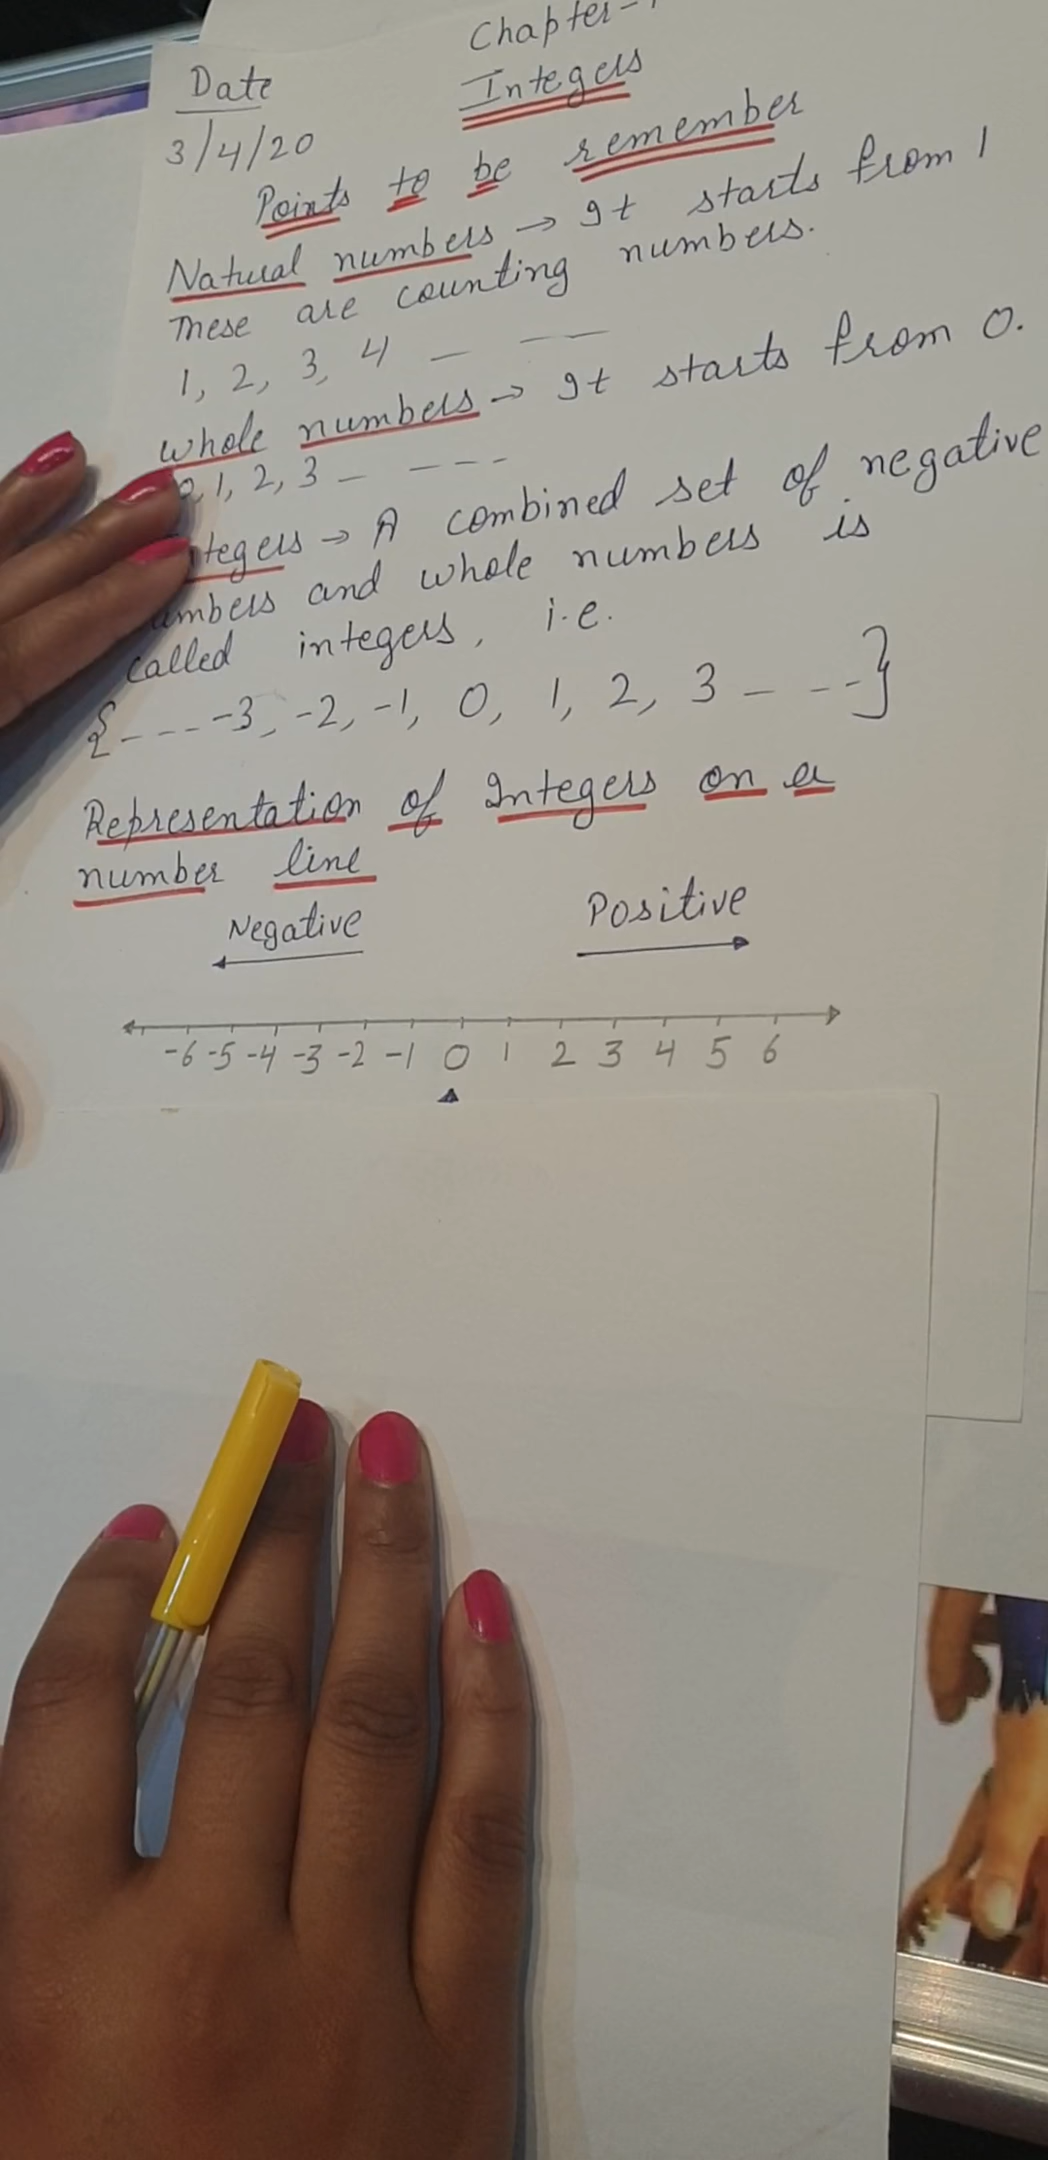 Chapter-
Date
Integers
3/4/20
Points to be remember
Natural numbers → It starts from 1
These are counting numbers.
1, 2, 3, 4 — ——
Whole numbers → It starts from 0.
0,1, 2, 3 - ----
ntegers → A combined set of negative
umbers and whole numbers is
called integers, i.e.
{---- -3, -2, -1, 0, 1, 2, 3 - - --}
Representation of Integers on a
number line
Negative Positive
-6 -5 -4 -3 -2 -1 0 1 2 3 4 5 6